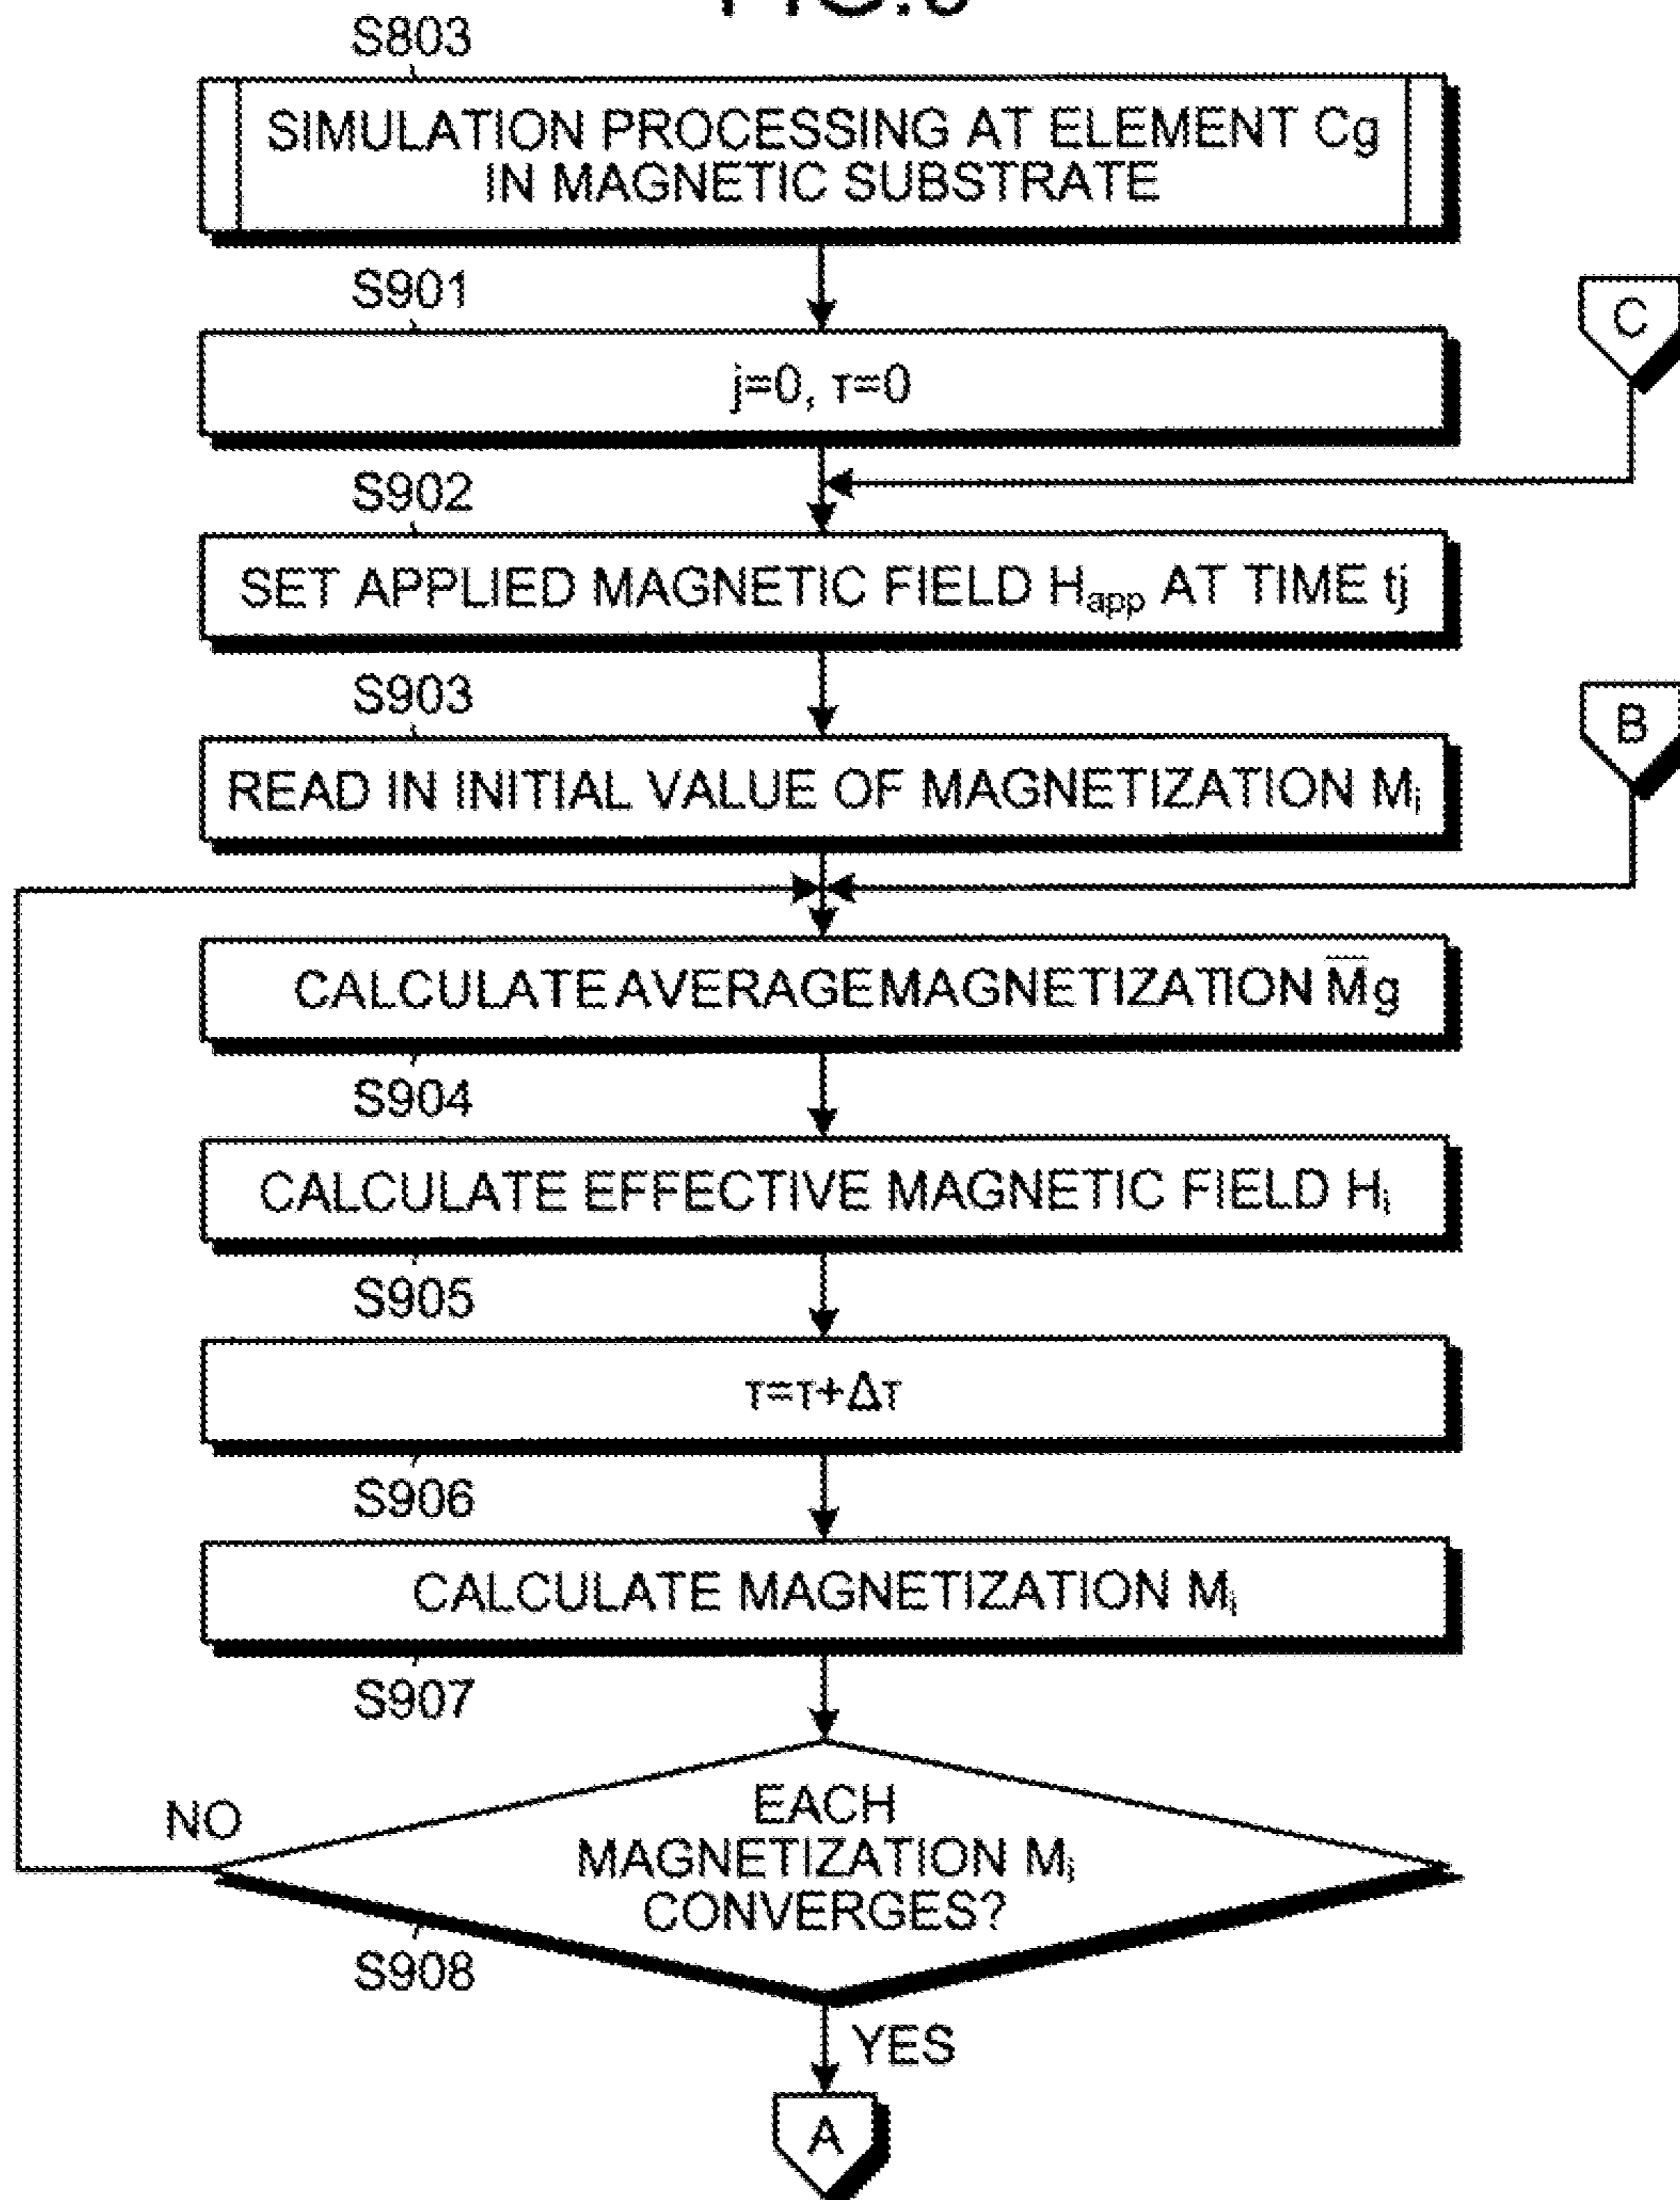 S803
SIMULATION PROCESSING AT ELEMENT Cg
IN MAGNETIC SUBSTRATE
S901
j=0, τ=0
C
S902
SET APPLIED MAGNETIC FIELD Happ AT TIME tj
S903
READ IN INITIAL VALUE OF MAGNETIZATION Mi
B
CALCULATE AVERAGE MAGNETIZATION M̅g
S904
CALCULATE EFFECTIVE MAGNETIC FIELD Hi
S905
τ=τ+Δτ
S906
CALCULATE MAGNETIZATION Mi
S907
EACH
NO
MAGNETIZATION Mi
CONVERGES?
S908
YES
A